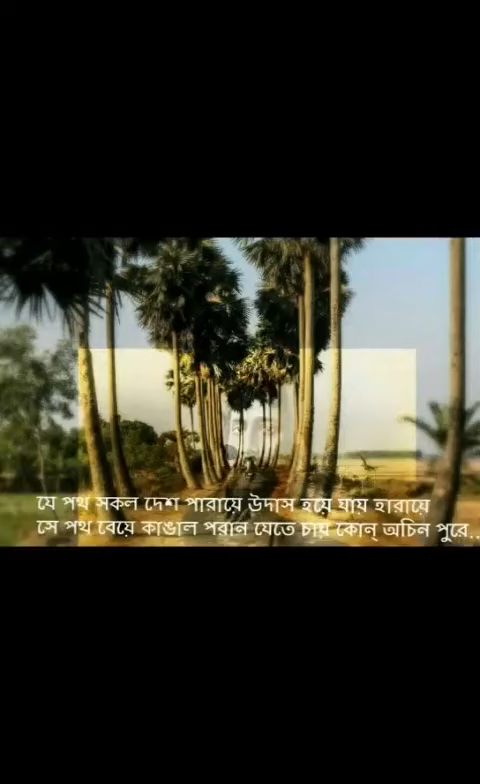 যে পথ সকল দেশ পারায়ে উদাস হয়ে যায় হারায়ে
সে পথ বেয়ে কাঙাল পরান যেতে চায় কোন্ অচিন পুরে..